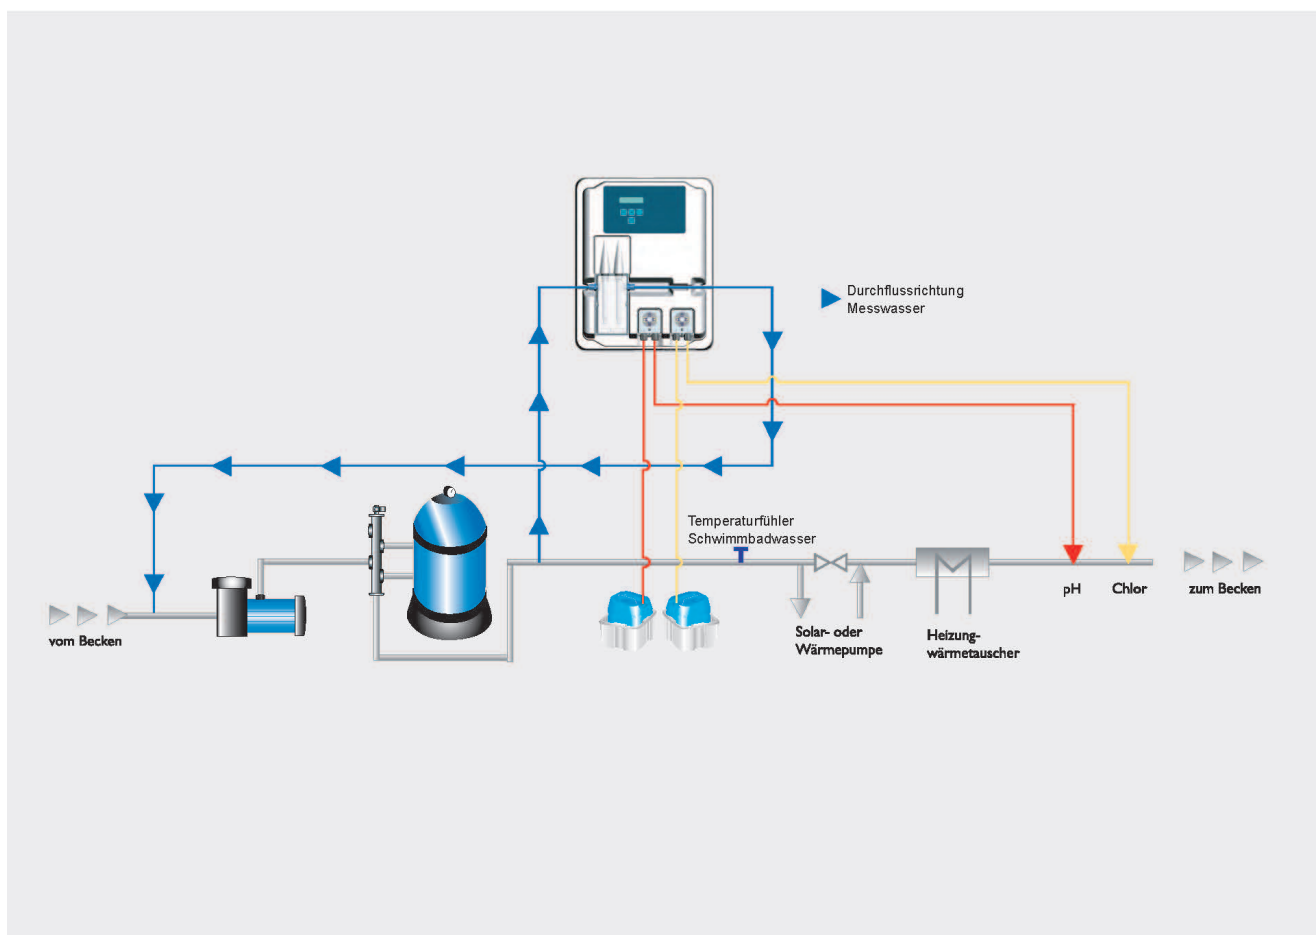 Durchflussrichtung
Messwasser
Temperaturfühler
Schwimmbadwasser
vom Becken
Solar- oder
Wärmepumpe
Heizung-
wärmetauscher
pH
Chlor
zum Becken